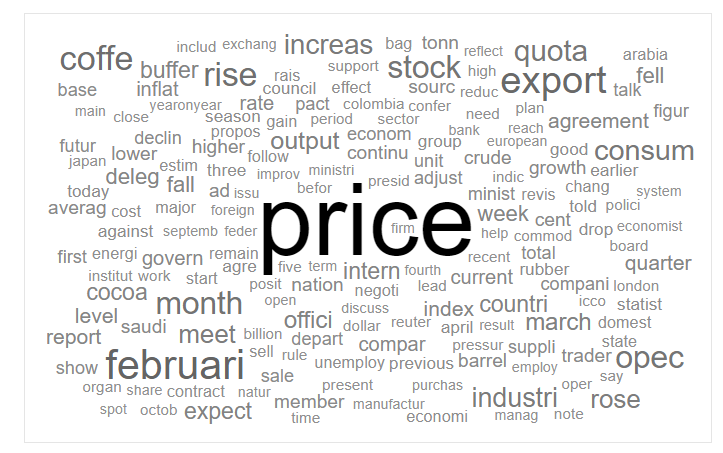 includ exchang increas bag tonn reflect quota arabia
coffe buffer rise rais support stock high export fell
base inflat council effect sourc reduc talk
main close yearonyear rate pact colombia confer need plan figur
season gain period sector agreement
propos bank reach
futur declin higher output econom group european good consum
japan lower estim three follow continu unit crude growth earlier
deleg fall improv ministri presid adjust indic chang system
today ad issu befor minist revis
averag cost major foreign price week cent told polici
against septemb feder firm help commod drop economist
first energi govern remain recent total board
agre five term intern fourth current rubber quarter
institut work start posit nation negoti lead compani london
cocoa month open discuss index countri icco statist
level saudi offici dollar reuter april result march domest
report meet billion depart compar pressur suppli state
show februari sell rule unemploy previous barrel trader opec
sale employ say
organ share contract natur present purchas industri oper rose
spot octob expect member manufactur manag note
time economi